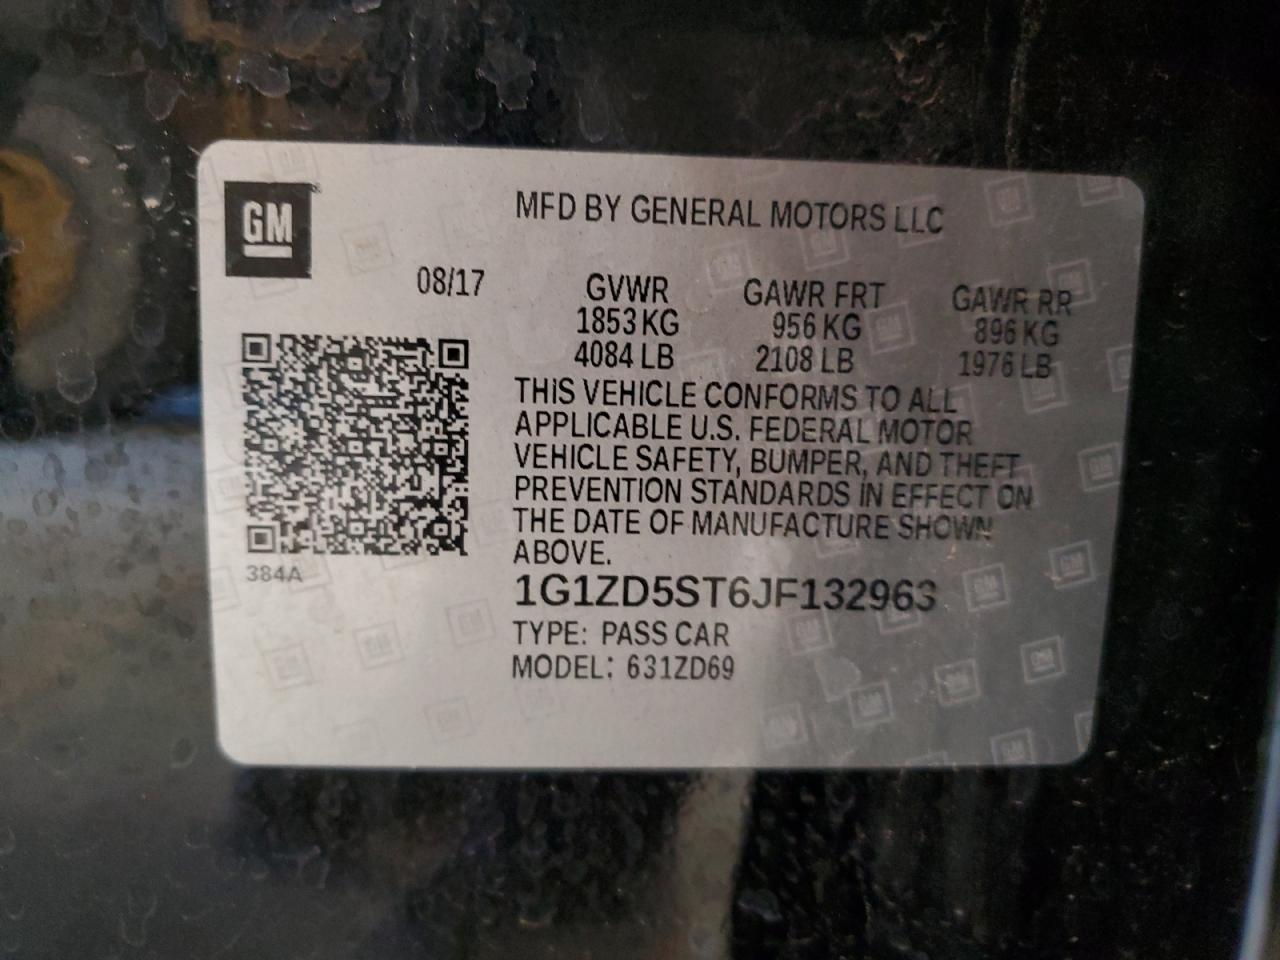 GM
MFD BY GENERAL MOTORS LLC
08/17
GVWR GAWR FRT GAWR RR
1853 KG 956 KG 896 KG
4084 LB 2108 LB 1976 LB
THIS VEHICLE CONFORMS TO ALL
APPLICABLE U.S. FEDERAL MOTOR
VEHICLE SAFETY, BUMPER, AND THEFT
PREVENTION STANDARDS IN EFFECT ON
THE DATE OF MANUFACTURE SHOWN
ABOVE.
384A
1G1ZD5ST6JF132963
TYPE: PASS CAR
MODEL: 631ZD69